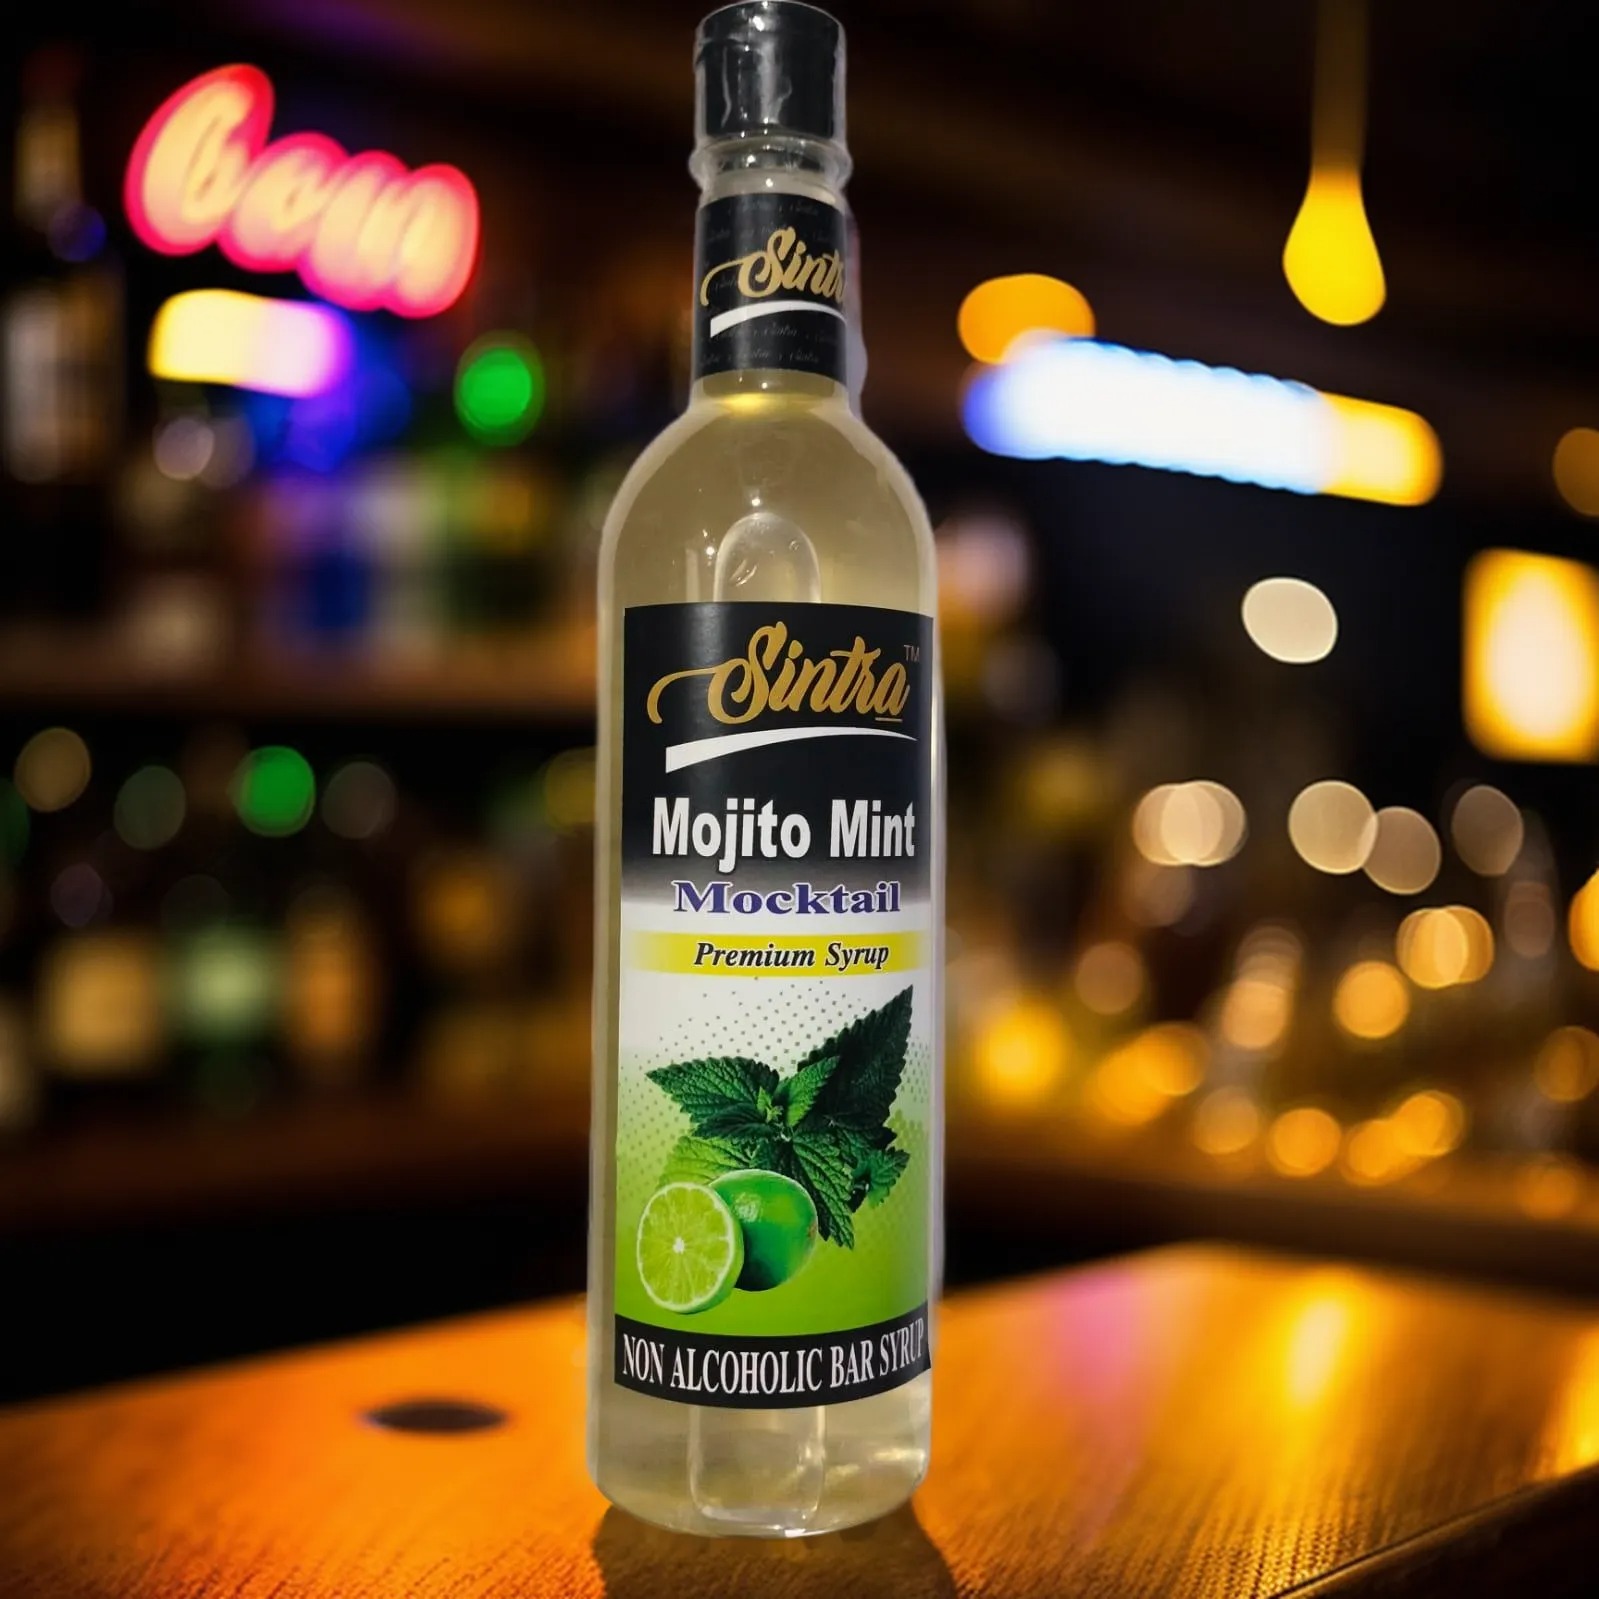 Sintra
Sintra™
Mojito Mint
Mocktail
Premium Syrup
NON ALCOHOLIC BAR SYRUP